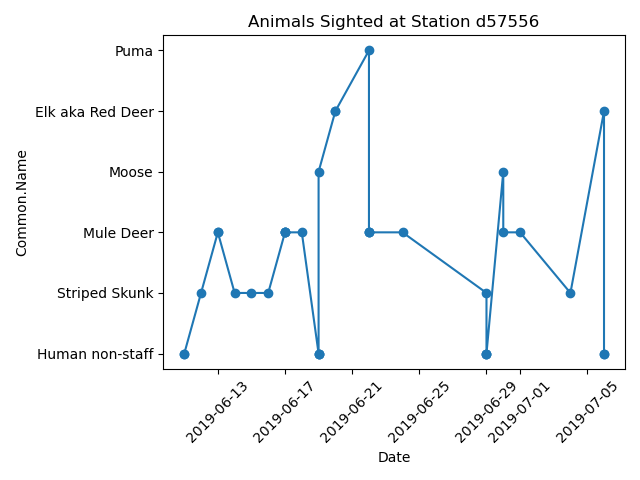 Animals Sighted at Station d57556
Puma
Elk aka Red Deer
Moose
Mule Deer
Striped Skunk
Human non-staff
Common.Name
2019-06-13
2019-06-17
2019-06-21
2019-06-25
2019-06-29
2019-07-01
2019-07-05
Date